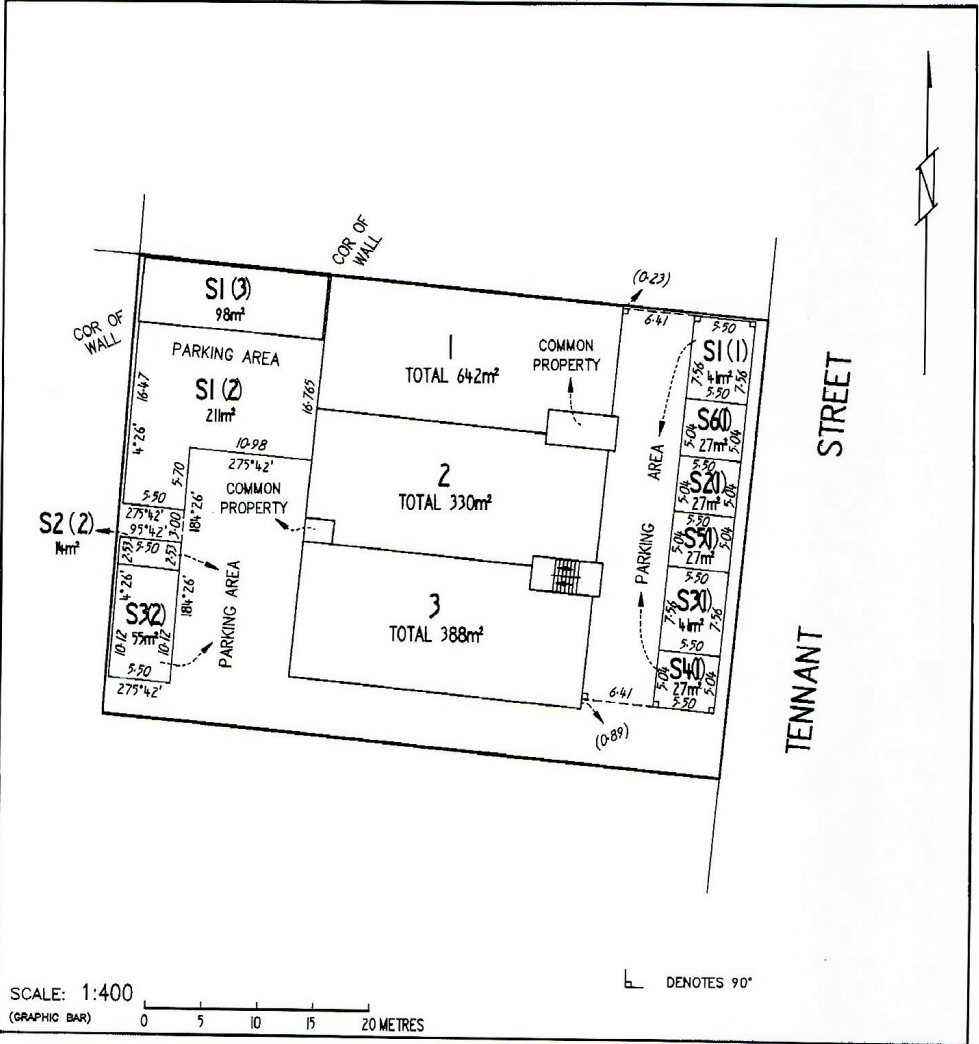 COR OF
WALL
(0·23)
S1 (3)
98m²
6·41
5·50
COR OF
WALL
PARKING AREA
1
TOTAL 642m²
COMMON
PROPERTY
S1 (1)
41m²
7·56
7·56
5·50
STREET
S1 (2)
211m²
16·47
4°26'
16·765
S6(1)
27m²
5·04
5·04
5·50
10·98
275°42'
5·70
184°26'
COMMON
PROPERTY
2
TOTAL 330m²
AREA
S2(1)
27m²
5·04
5·04
5·50
5·50
275°42'
95°42'
3·00
S2 (2)
14m²
2·53
5·50
2·53
PARKING
S5(1)
27m²
5·04
5·04
5·50
4°26'
184°26'
S3(2)
55m²
10·12
10·12
5·50
275°42'
PARKING AREA
3
TOTAL 388m²
S3(1)
41m²
7·56
7·56
5·50
TENNANT
S4(1)
27m²
5·04
5·04
5·50
6·41
(0·89)
DENOTES 90°
SCALE: 1:400
(GRAPHIC BAR)
0 5 10 15 20 METRES